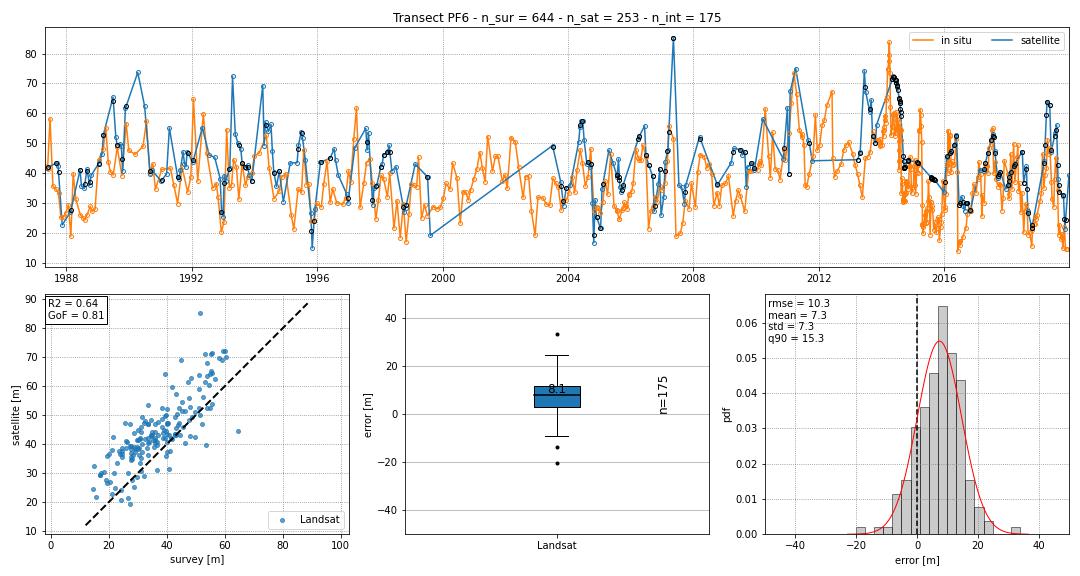 Transect PF6 - n_sur = 644 - n_sat = 253 - n_int = 175
in situ satellite
80
70
60
50
40
30
20
10
1988 1992 1996 2000 2004 2008 2012 2016
R2 = 0.64
GoF = 0.81
90
80
70
60
50
40
30
20
10
satellite [m]
Landsat
0 20 40 60 80 100
survey [m]
40
20
0
−20
−40
error [m]
8.1
n=175
Landsat
rmse = 10.3
mean = 7.3
std = 7.3
q90 = 15.3
0.06
0.05
0.04
0.03
0.02
0.01
0.00
pdf
−40 −20 0 20 40
error [m]